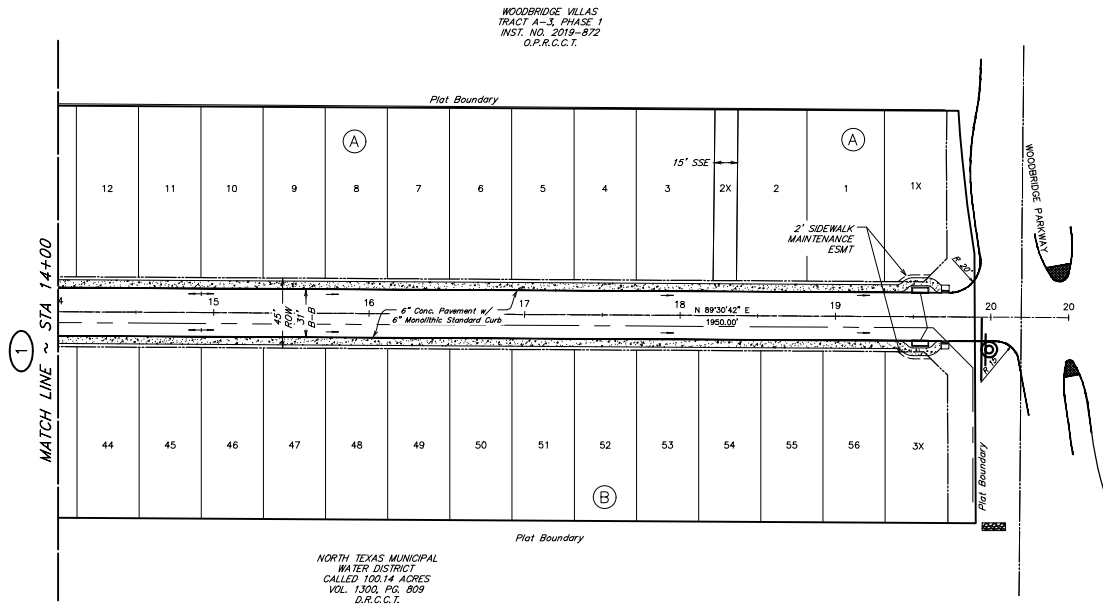 WOODBRIDGE VILLAS
TRACT A-3, PHASE 1
INST. NO. 2019-872
O.P.R.C.C.T.
Plat Boundary
A
A
15' SSE
12
11
10
9
8
7
6
5
4
3
2X
2
1
1X
WOODBRIDGE PARKWAY
2' SIDEWALK
MAINTENANCE
ESMT
R 20'
MATCH LINE ~ STA 14+00
1
4
15
16
17
18
19
20
20
45'
ROW
31'
B-B
6" Conc. Pavement w/
6" Monolithic Standard Curb
N 89°30'42" E
1950.00'
R 15'
44
45
46
47
48
49
50
51
52
53
54
55
56
3X
B
Plat Boundary
Plat Boundary
NORTH TEXAS MUNICIPAL
WATER DISTRICT
CALLED 100.14 ACRES
VOL. 1300, PG. 809
D.R.C.C.T.